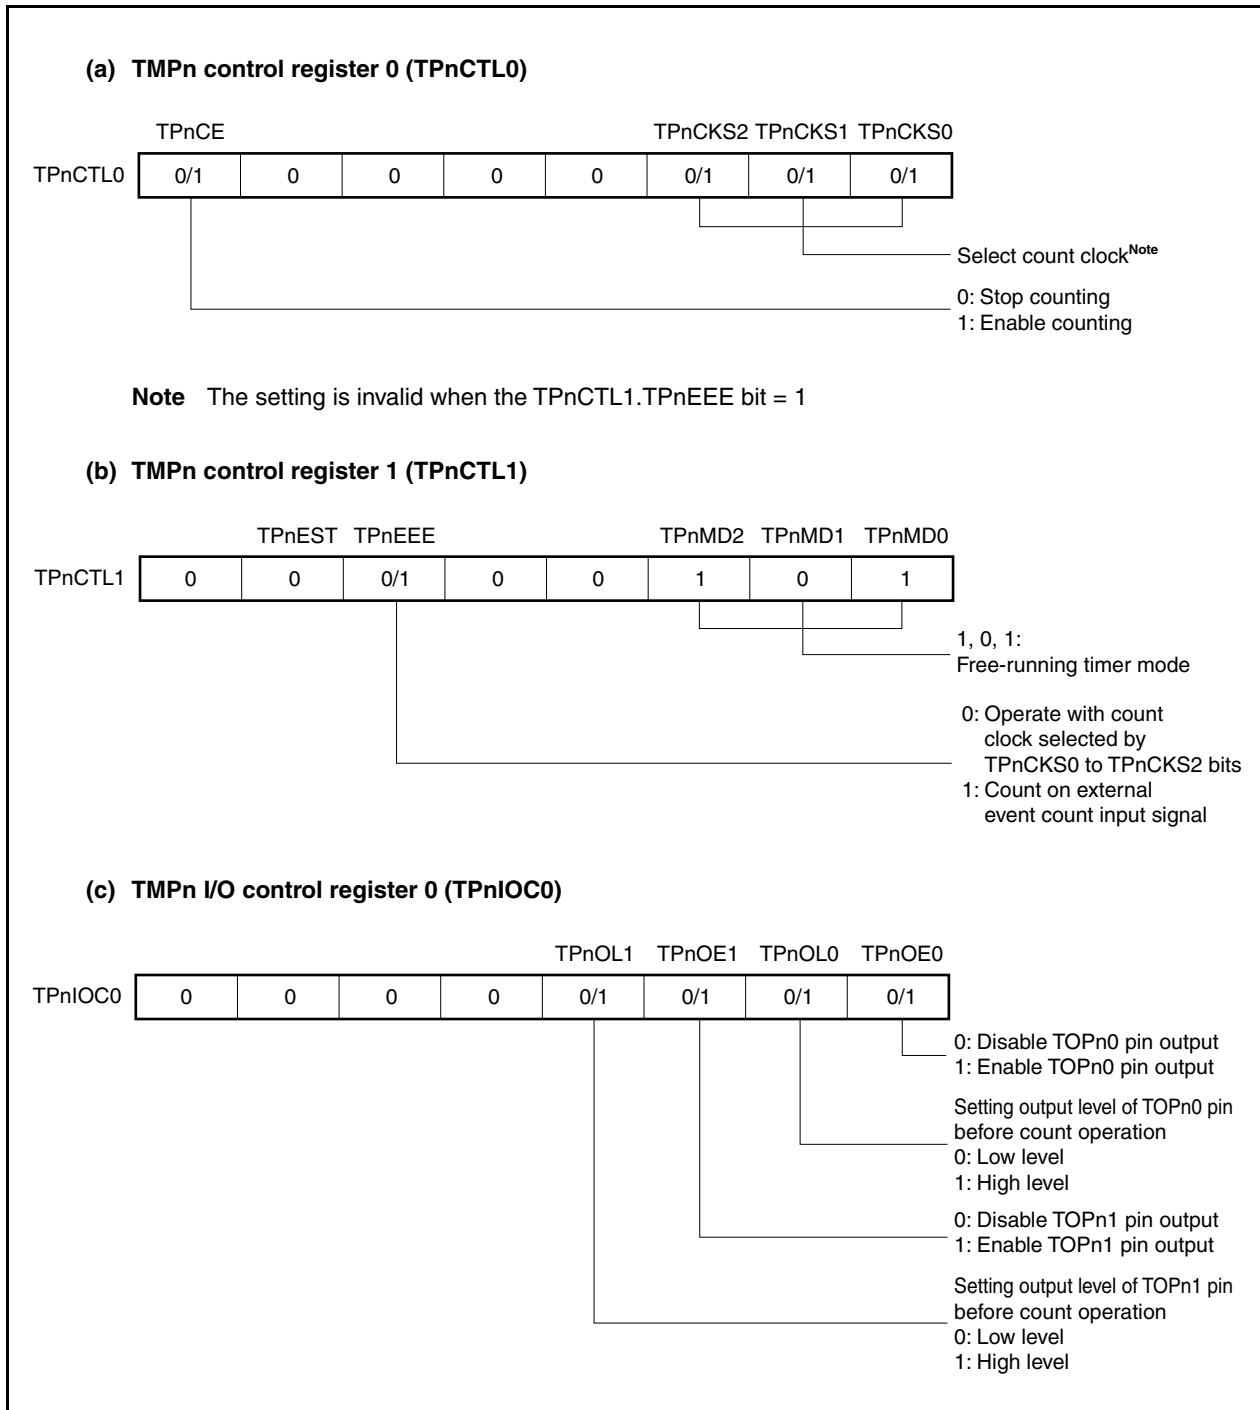 (a) TMPn control register 0 (TPnCTL0)
TPnCE TPnCKS2 TPnCKS1 TPnCKS0
TPnCTL0 0/1 0 0 0 0 0/1 0/1 0/1
Select count clockNote
0: Stop counting
1: Enable counting
Note The setting is invalid when the TPnCTL1.TPnEEE bit = 1
(b) TMPn control register 1 (TPnCTL1)
TPnEST TPnEEE TPnMD2 TPnMD1 TPnMD0
TPnCTL1 0 0 0/1 0 0 1 0 1
1, 0, 1:
Free-running timer mode
0: Operate with count
clock selected by
TPnCKS0 to TPnCKS2 bits
1: Count on external
event count input signal
(c) TMPn I/O control register 0 (TPnIOC0)
TPnOL1 TPnOE1 TPnOL0 TPnOE0
TPnIOC0 0 0 0 0 0/1 0/1 0/1 0/1
0: Disable TOPn0 pin output
1: Enable TOPn0 pin output
Setting output level of TOPn0 pin
before count operation
0: Low level
1: High level
0: Disable TOPn1 pin output
1: Enable TOPn1 pin output
Setting output level of TOPn1 pin
before count operation
0: Low level
1: High level